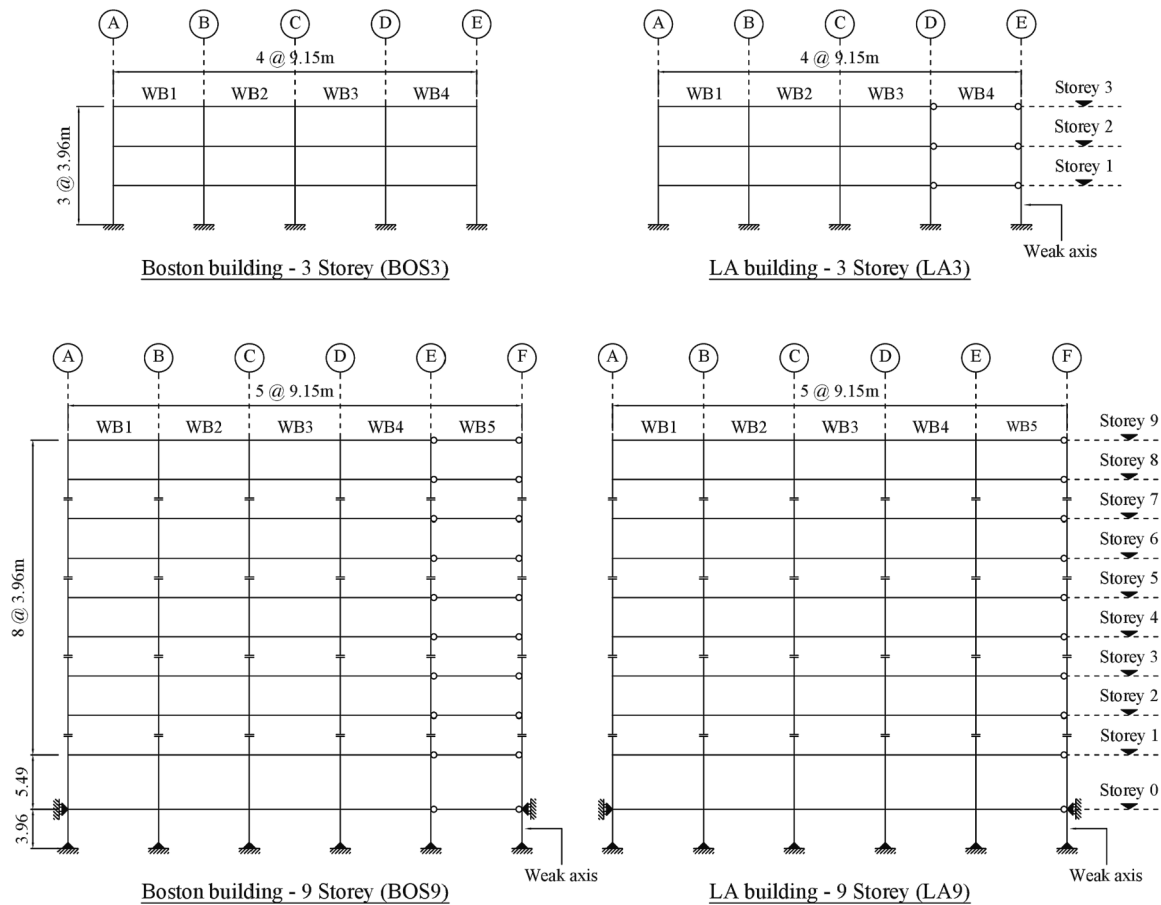 A B C D E
4 @ 9.15m
WB1 WB2 WB3 WB4
3 @ 3.96m
Boston building - 3 Storey (BOS3)
A B C D E
4 @ 9.15m
WB1 WB2 WB3 WB4
Storey 3
Storey 2
Storey 1
Weak axis
LA building - 3 Storey (LA3)
A B C D E F
5 @ 9.15m
WB1 WB2 WB3 WB4 WB5
8 @ 3.96m
5.49
3.96
Weak axis
Boston building - 9 Storey (BOS9)
A B C D E F
5 @ 9.15m
WB1 WB2 WB3 WB4 WB5
Storey 9
Storey 8
Storey 7
Storey 6
Storey 5
Storey 4
Storey 3
Storey 2
Storey 1
Storey 0
Weak axis
LA building - 9 Storey (LA9)